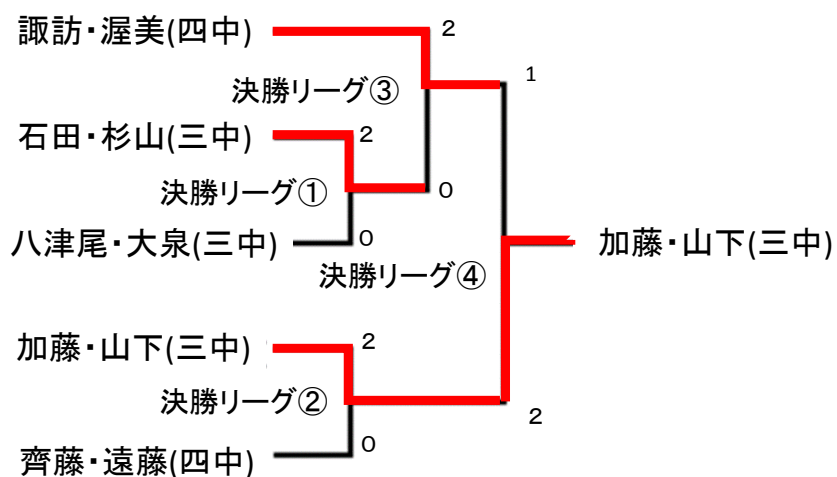 諏訪・渥美(四中)
2
決勝リーグ③
1
石田・杉山(三中)
2
決勝リーグ①
0
八津尾・大泉(三中)
0
加藤・山下(三中)
決勝リーグ④
加藤・山下(三中)
2
決勝リーグ②
2
齊藤・遠藤(四中)
0